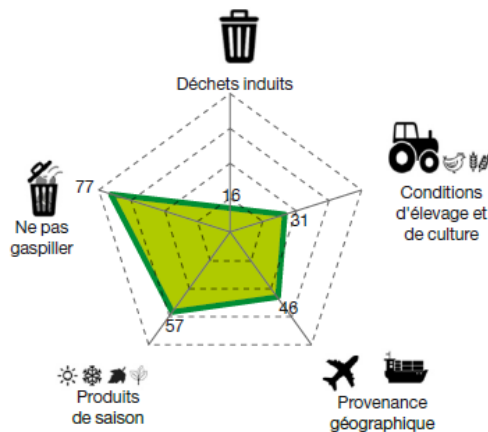 Déchets induits
77
16
31
Ne pas
gaspiller
Conditions
d'élevage et
de culture
46
57
Produits
de saison
Provenance
géographique